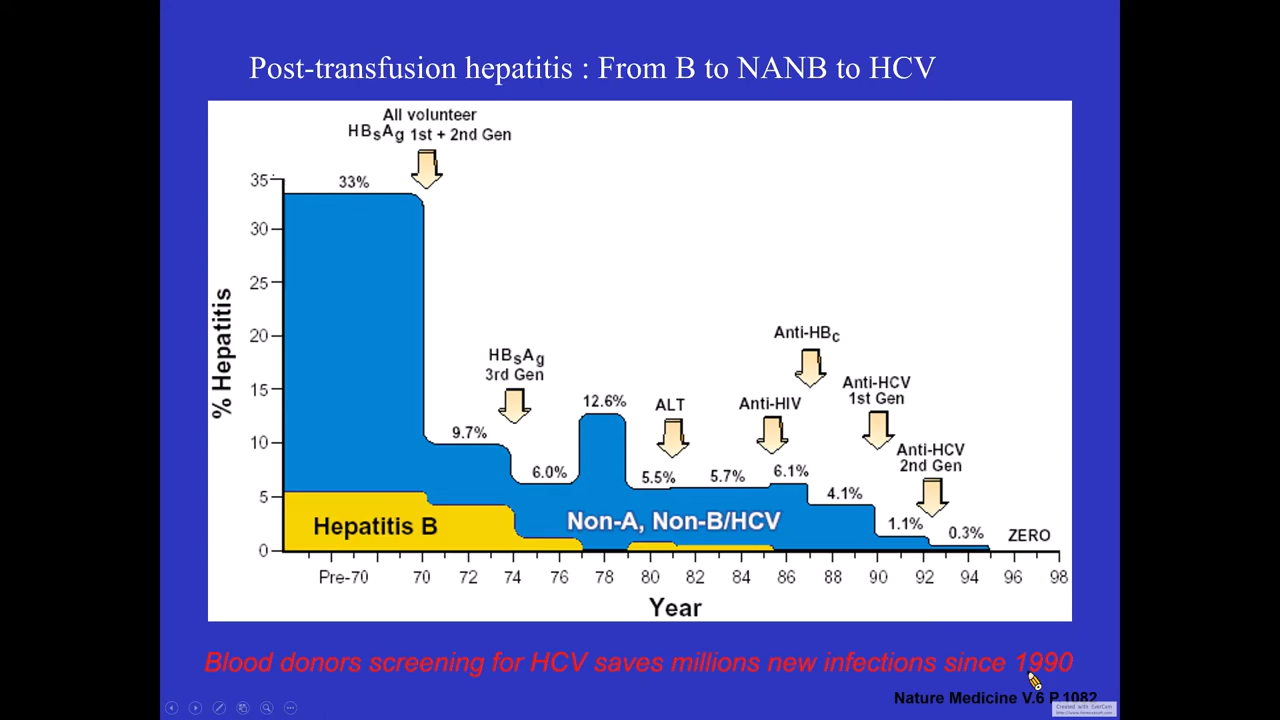 Post-transfusion hepatitis : From B to NANB to HCV
All volunteer
HBsAg 1st + 2nd Gen
33%
HBsAg
3rd Gen
9.7%
6.0%
12.6%
ALT
5.5%
5.7%
Anti-HIV
6.1%
Anti-HBc
4.1%
Anti-HCV
1st Gen
1.1%
Anti-HCV
2nd Gen
0.3%
ZERO
% Hepatitis
35
30
25
20
15
10
5
0
Hepatitis B
Non-A, Non-B/HCV
Pre-70 70 72 74 76 78 80 82 84 86 88 90 92 94 96 98
Year
Blood donors screening for HCV saves millions new infections since 1990
Nature Medicine V.6 P.1082
Created with EverCam